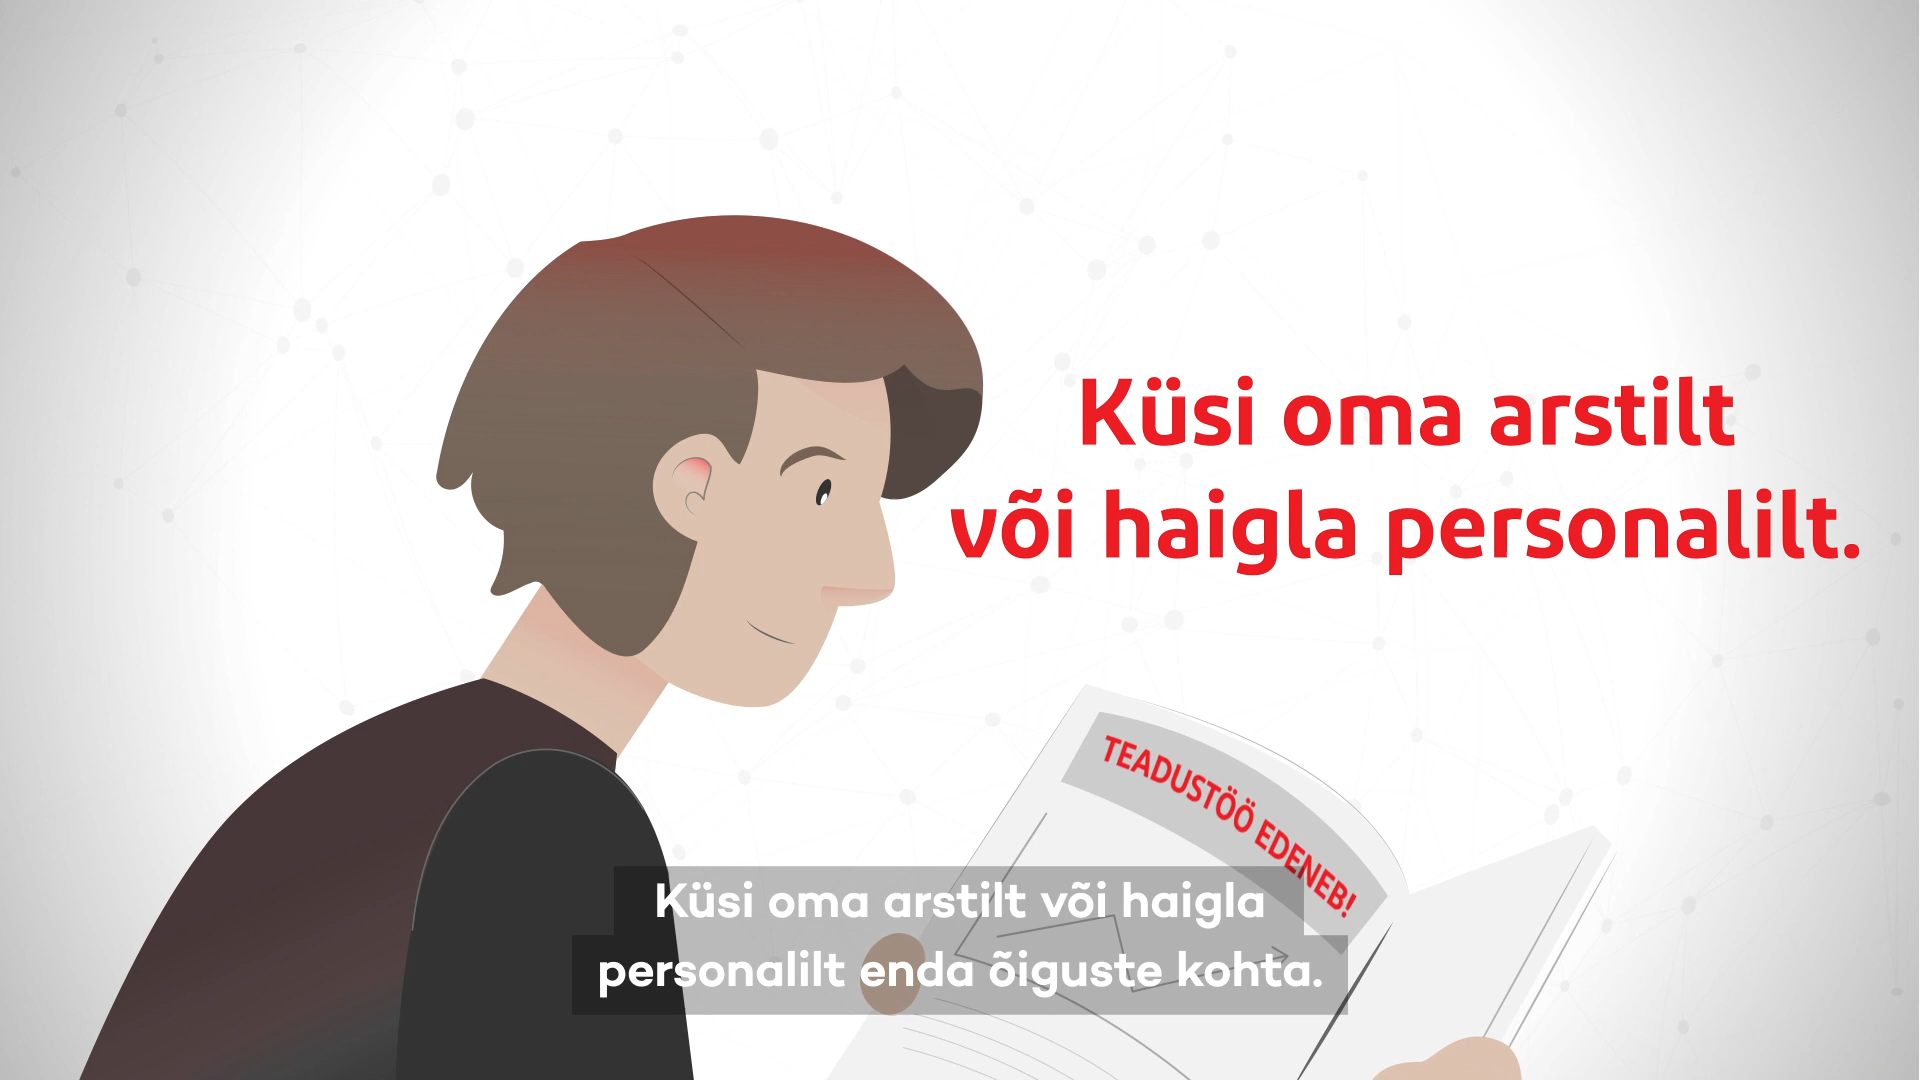 Küsi oma arstilt
või haigla personalilt.
TEADUSTÖÖ EDENEB!
Küsi oma arstilt või haigla
personalilt enda õiguste kohta.